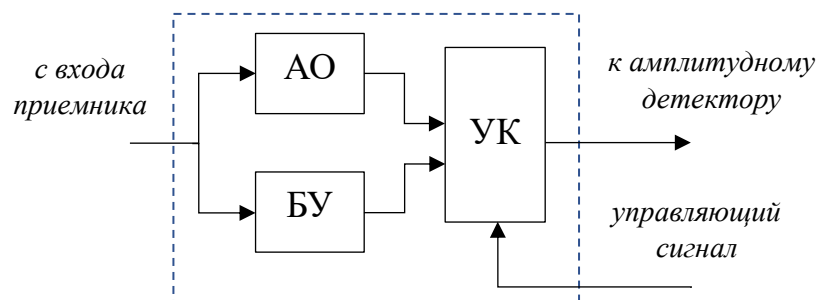 с входа
приемника
АО
БУ
УК
к амплитудному
детектору
управляющий
сигнал